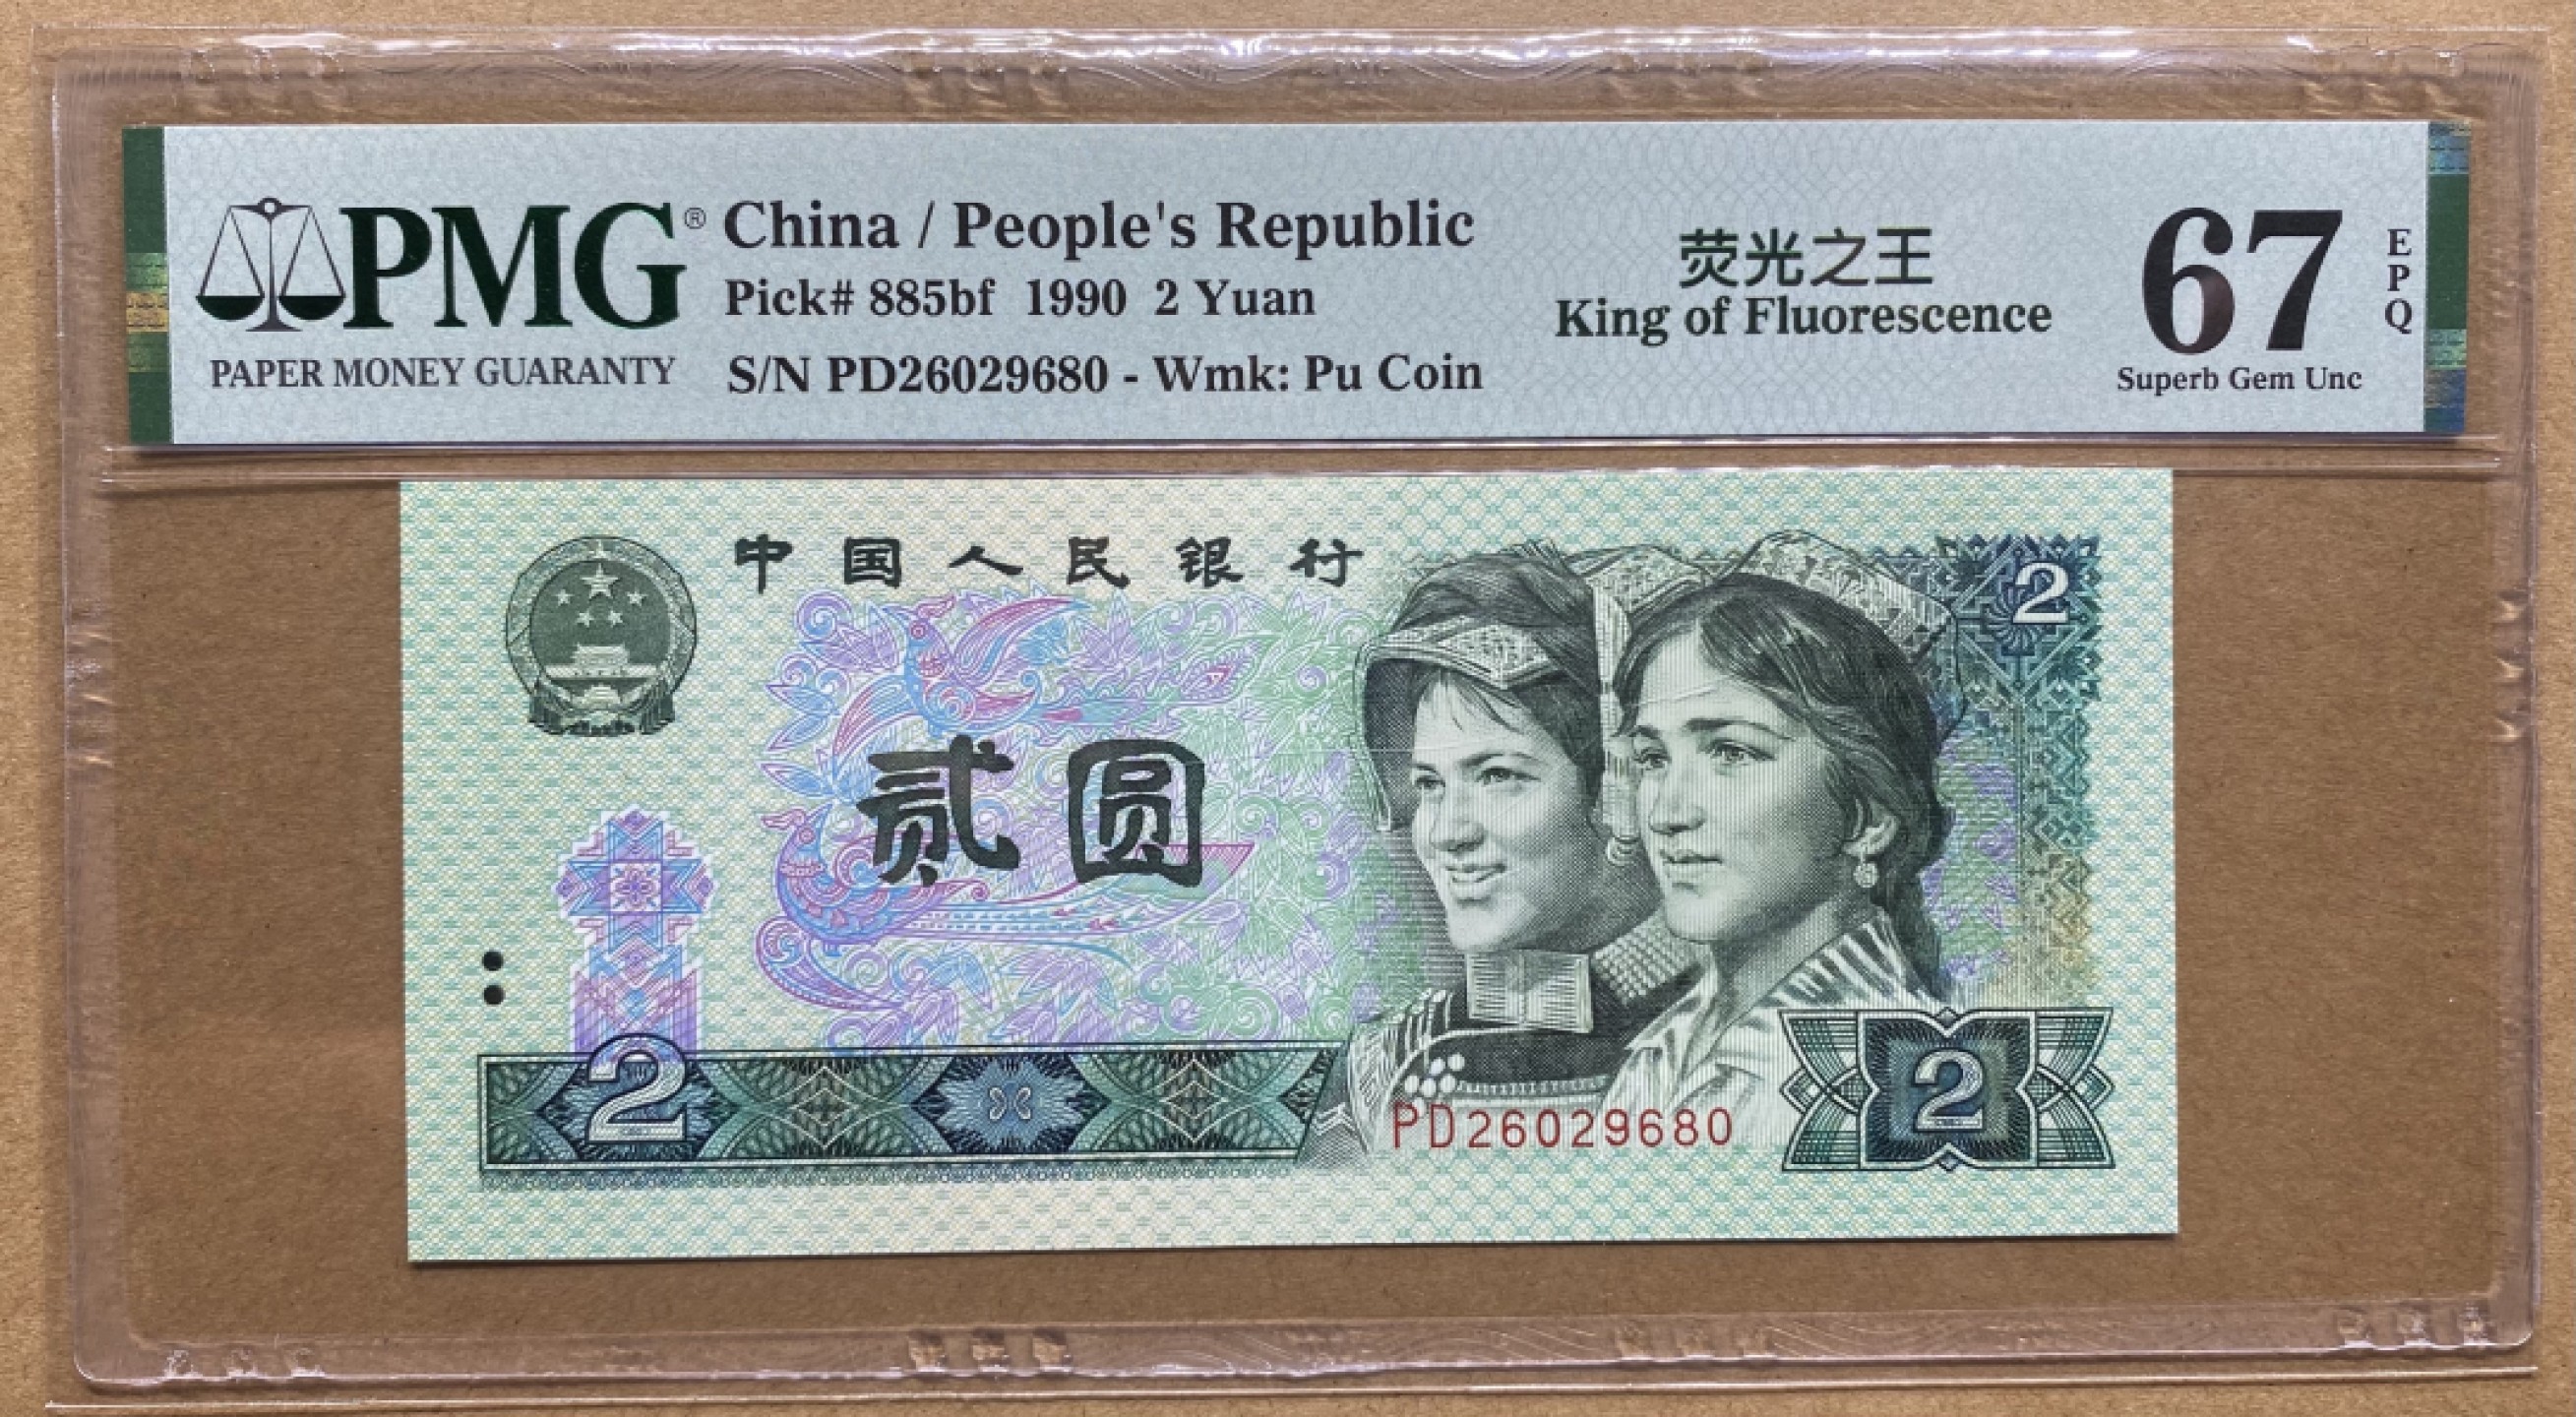 PMG®
PAPER MONEY GUARANTY
China / People's Republic
Pick# 885bf 1990 2 Yuan
S/N PD26029680 - Wmk: Pu Coin
荧光之王
King of Fluorescence
67
EPQ
Superb Gem Unc
中国人民银行
2
贰圆
2
PD26029680
2